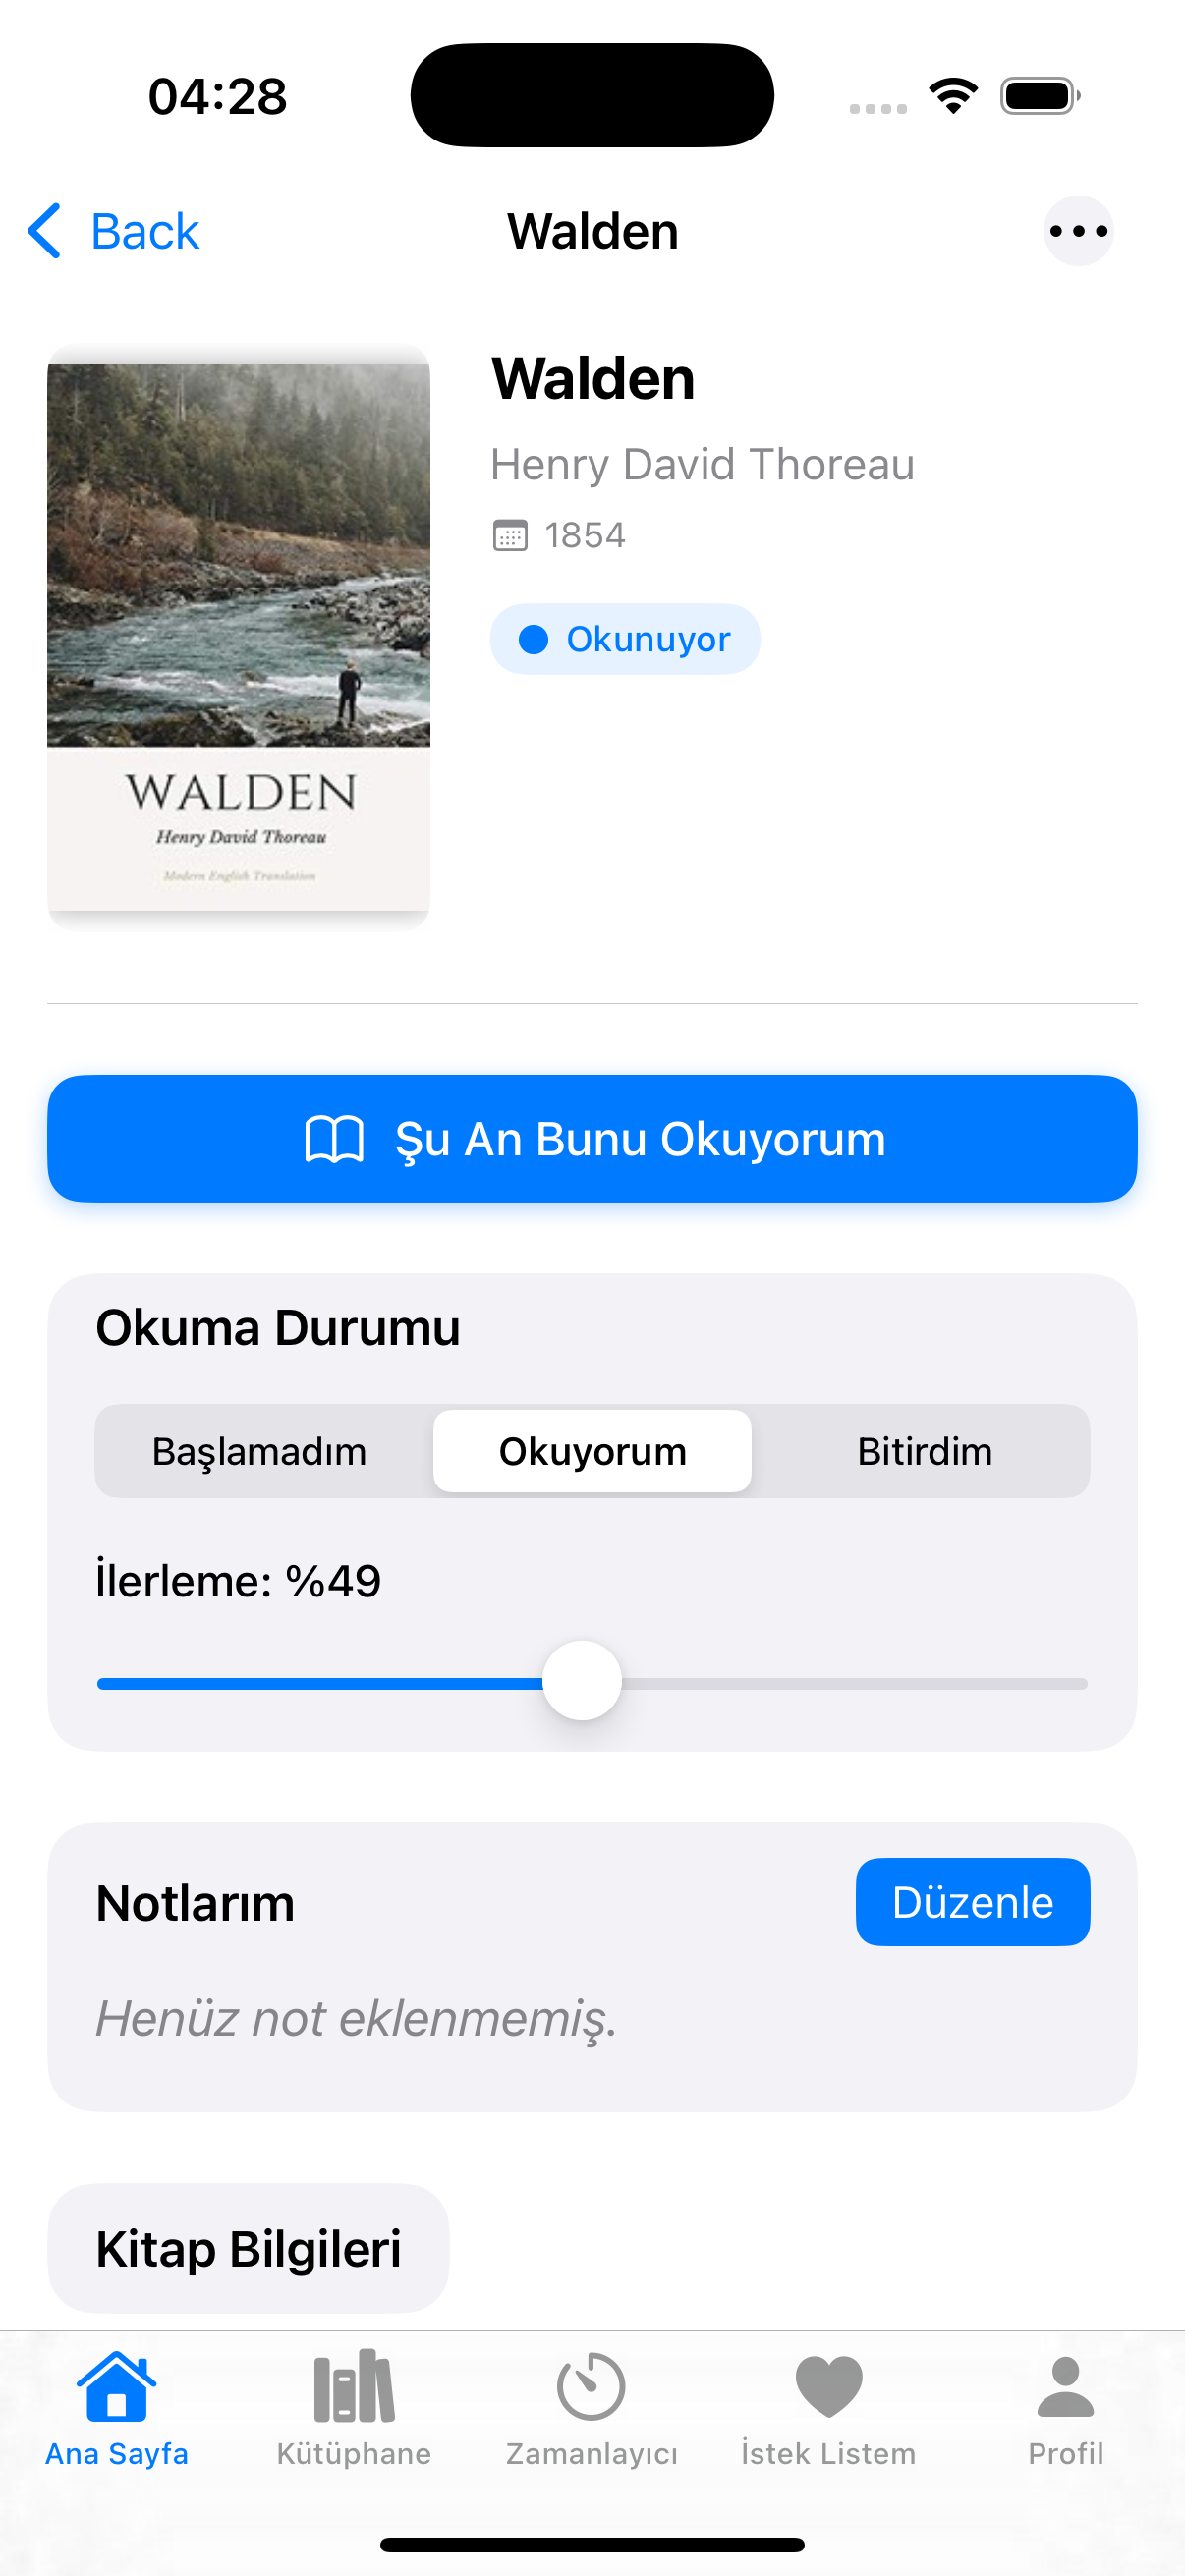 04:28
Back
Walden
Walden
Henry David Thoreau
1854
Okunuyor
WALDEN
Henry David Thoreau
Modern English Translation
Şu An Bunu Okuyorum
Okuma Durumu
Başlamadım
Okuyorum
Bitirdim
İlerleme: %49
Notlarım
Düzenle
Henüz not eklenmemiş.
Kitap Bilgileri
Ana Sayfa
Kütüphane
Zamanlayıcı
İstek Listem
Profil